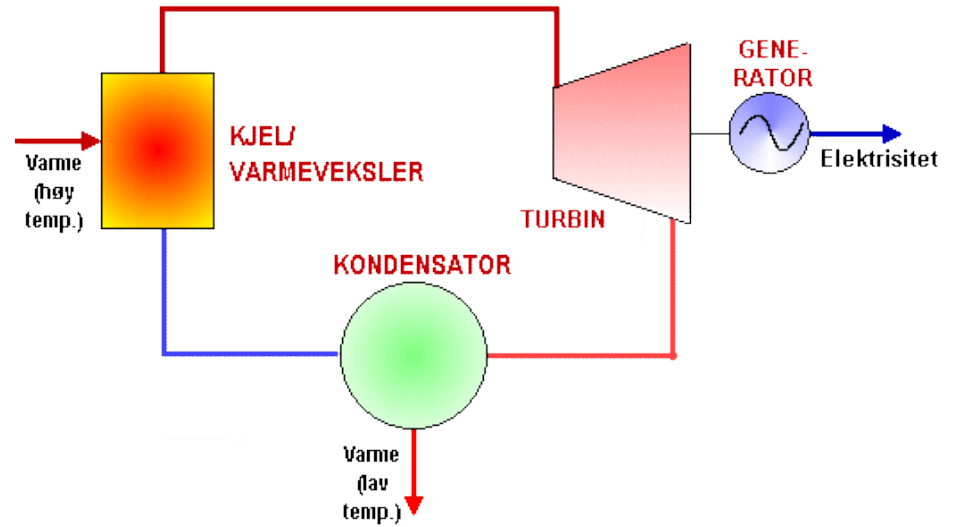 GENE-
RATOR
KJEL/
VARMEVEKSLER
Varme
(høy
temp.)
Elektrisitet
TURBIN
KONDENSATOR
Varme
(lav
temp.)